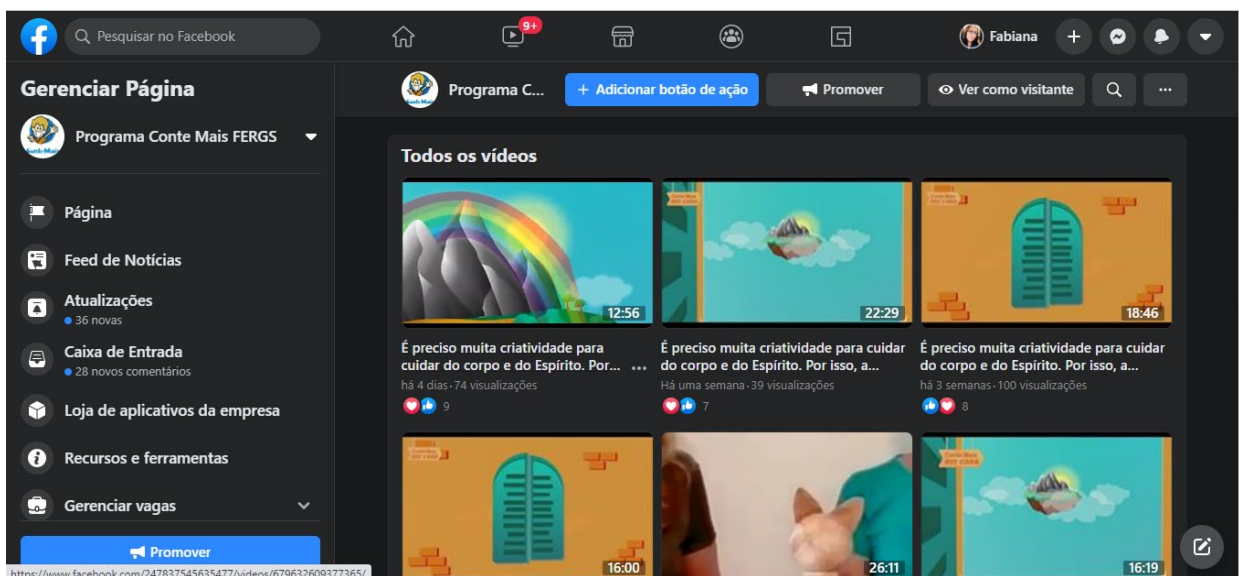 Pesquisar no Facebook
9+
Fabiana
Gerenciar Página
Programa Conte Mais FERGS
Página
Feed de Notícias
Atualizações
36 novas
Caixa de Entrada
28 novos comentários
Loja de aplicativos da empresa
Recursos e ferramentas
Gerenciar vagas
Promover
https://www.facebook.com/247837545635477/videos/679632609377365/
Programa C...
+ Adicionar botão de ação
Promover
Ver como visitante
...
Todos os vídeos
12:56
É preciso muita criatividade para
cuidar do corpo e do Espírito. Por...
há 4 dias · 74 visualizações
9
22:29
É preciso muita criatividade para cuidar
do corpo e do Espírito. Por isso, a...
Há uma semana · 39 visualizações
7
18:46
É preciso muita criatividade para cuidar
do corpo e do Espírito. Por isso, a...
há 3 semanas · 100 visualizações
8
16:00
26:11
16:19